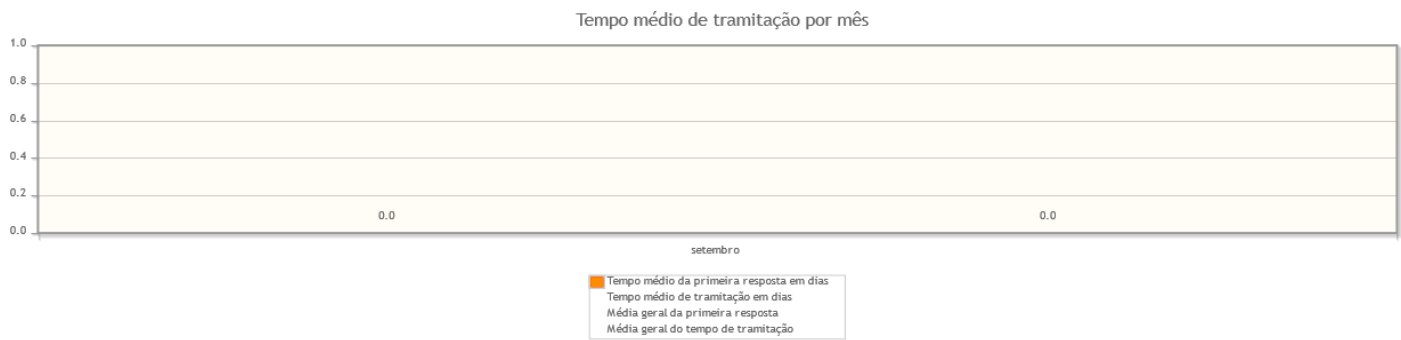 Tempo médio de tramitação por mês
1.0
0.8
0.6
0.4
0.2
0.0
0.0
0.0
setembro
Tempo médio da primeira resposta em dias
Tempo médio de tramitação em dias
Média geral da primeira resposta
Média geral do tempo de tramitação